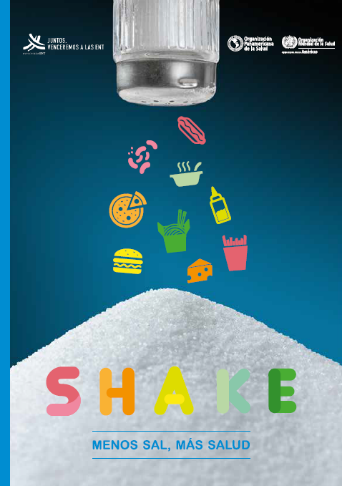 JUNTOS,
VENCEREMOS A LAS ENT
Organización
Panamericana
de la Salud
Organización
Mundial de la Salud
SHAKE
MENOS SAL, MÁS SALUD